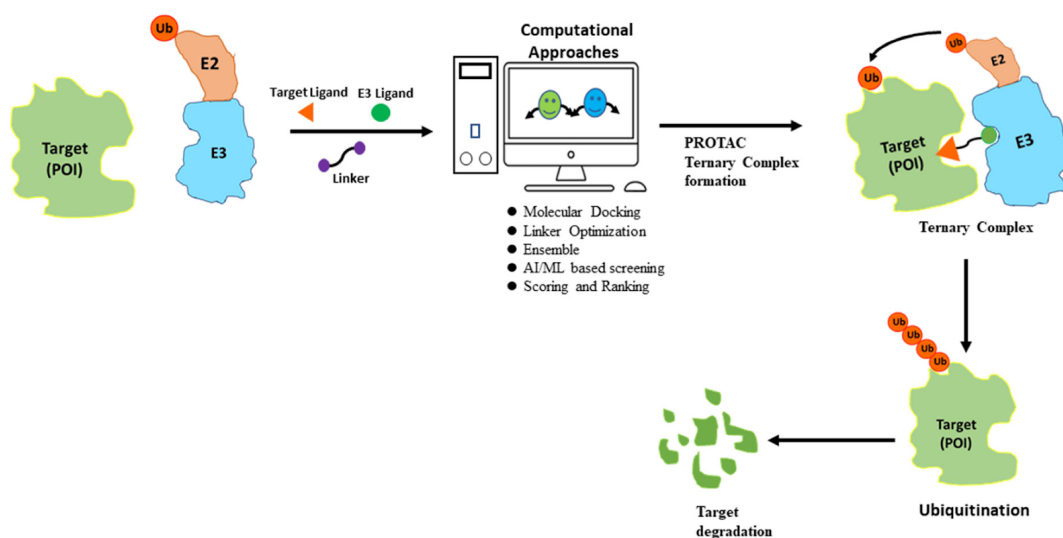 Ub
E2
Target
(POI)
E3
Target Ligand
E3 Ligand
Linker
Computational
Approaches
● Molecular Docking
● Linker Optimization
● Ensemble
● AI/ML based screening
● Scoring and Ranking
PROTAC
Ternary Complex
formation
Ub
Ub
E2
Target
(POI)
E3
Ternary Complex
Ub
Ub
Ub
Ub
Target
(POI)
Ubiquitination
Target
degradation